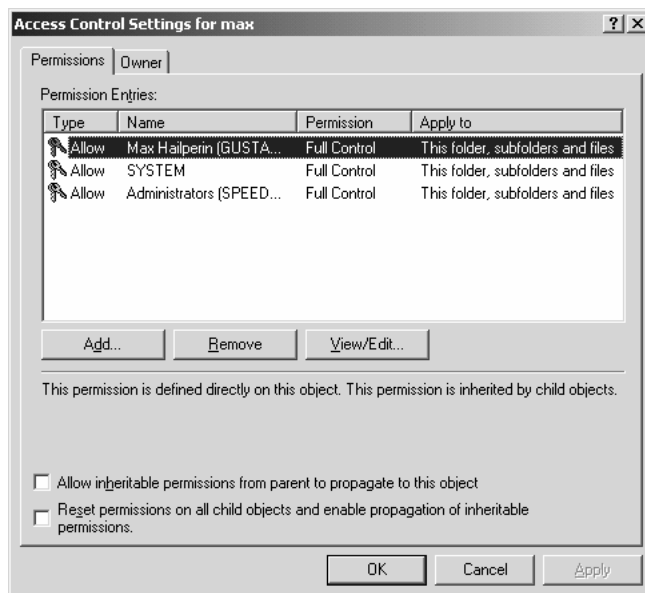 Access Control Settings for max
Permissions Owner
Permission Entries:
Type Name Permission Apply to
Allow Max Hailperin (GUSTA... Full Control This folder, subfolders and files
Allow SYSTEM Full Control This folder, subfolders and files
Allow Administrators (SPEED... Full Control This folder, subfolders and files
Add... Remove View/Edit...
This permission is defined directly on this object. This permission is inherited by child objects.
Allow inheritable permissions from parent to propagate to this object
Reset permissions on all child objects and enable propagation of inheritable
permissions.
OK Cancel Apply